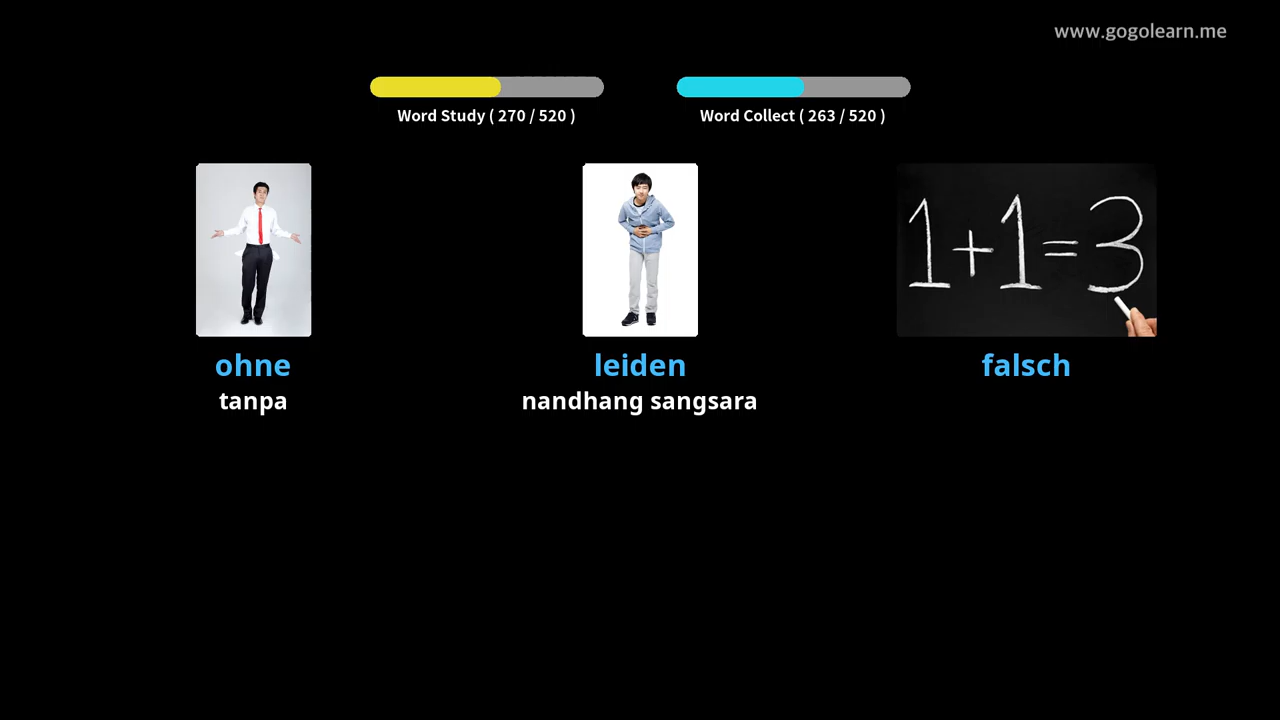 www.gogolearn.me
Word Study ( 270 / 520 )
Word Collect ( 263 / 520 )
1+1=3
ohne
leiden
falsch
tanpa
nandhang sangsara